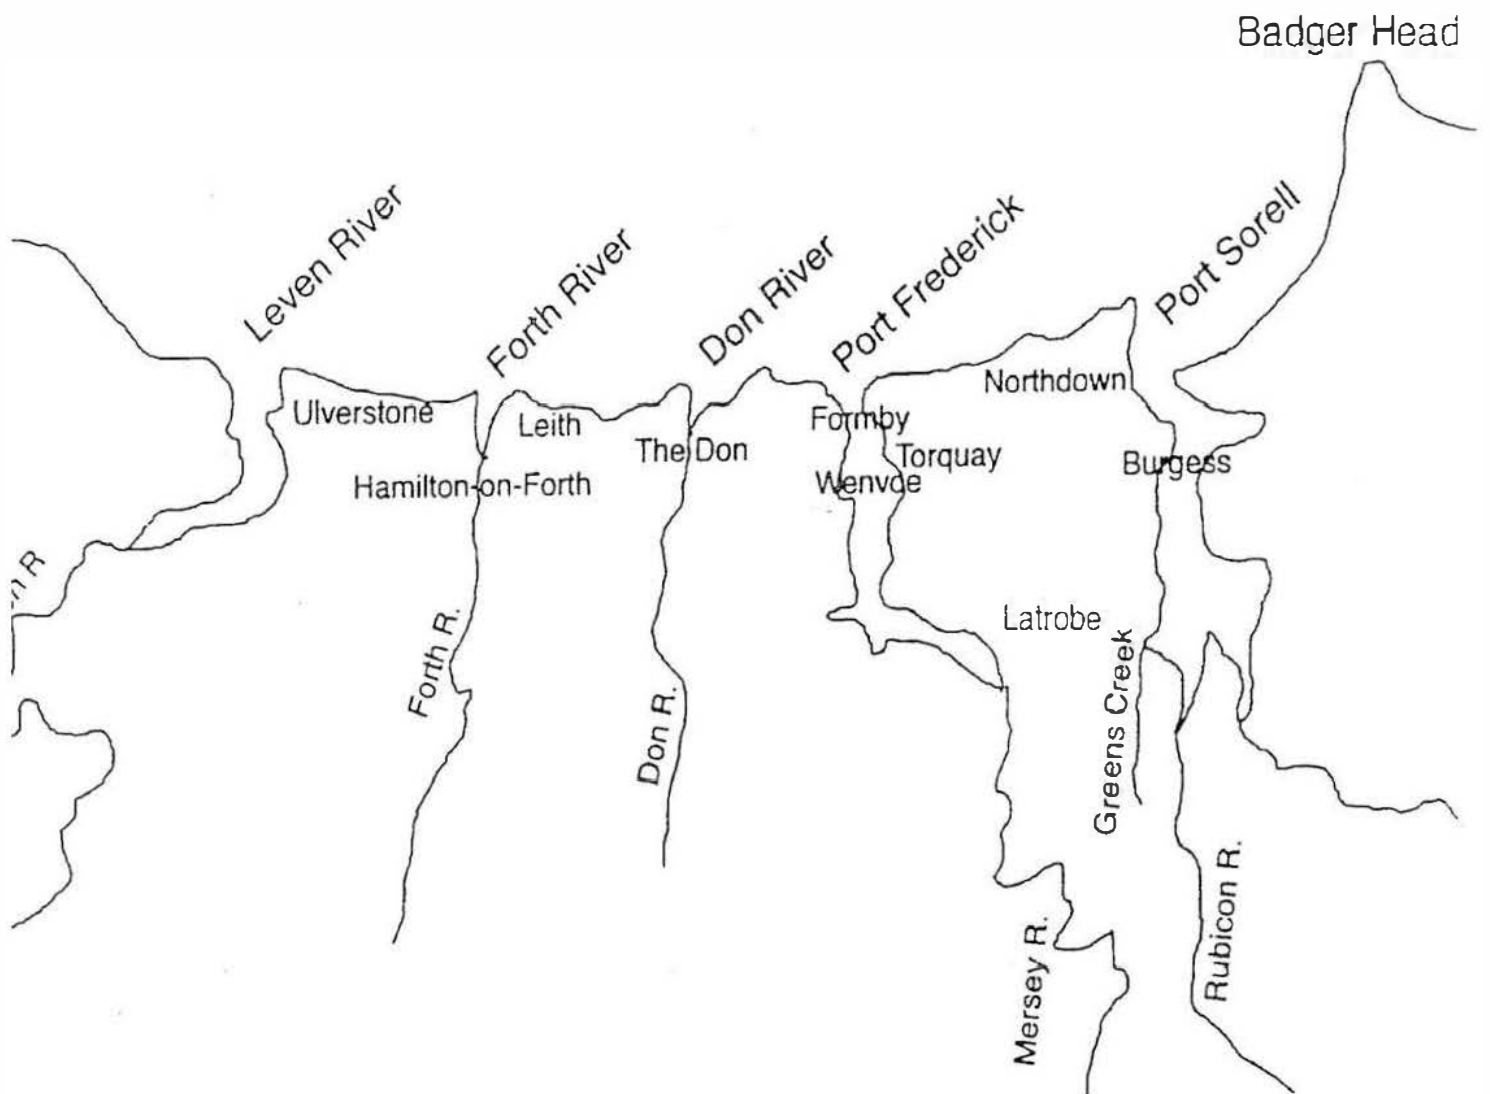 Badger Head
Leven River
Forth River
Don River
Port Frederick
Port Sorell
Northdown
Ulverstone
Leith
Formby
The Don
Torquay
Burgess
Hamilton-on-Forth
Wenvoe
R
Latrobe
Forth R.
Don R.
Greens Creek
Mersey R.
Rubicon R.